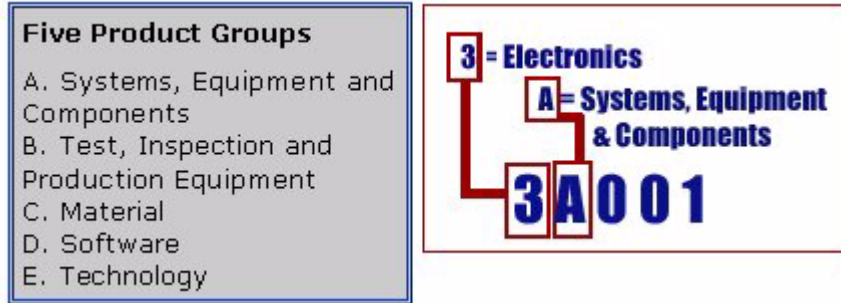 Five Product Groups
A. Systems, Equipment and
Components
B. Test, Inspection and
Production Equipment
C. Material
D. Software
E. Technology
3 = Electronics
A = Systems, Equipment
& Components
3A001